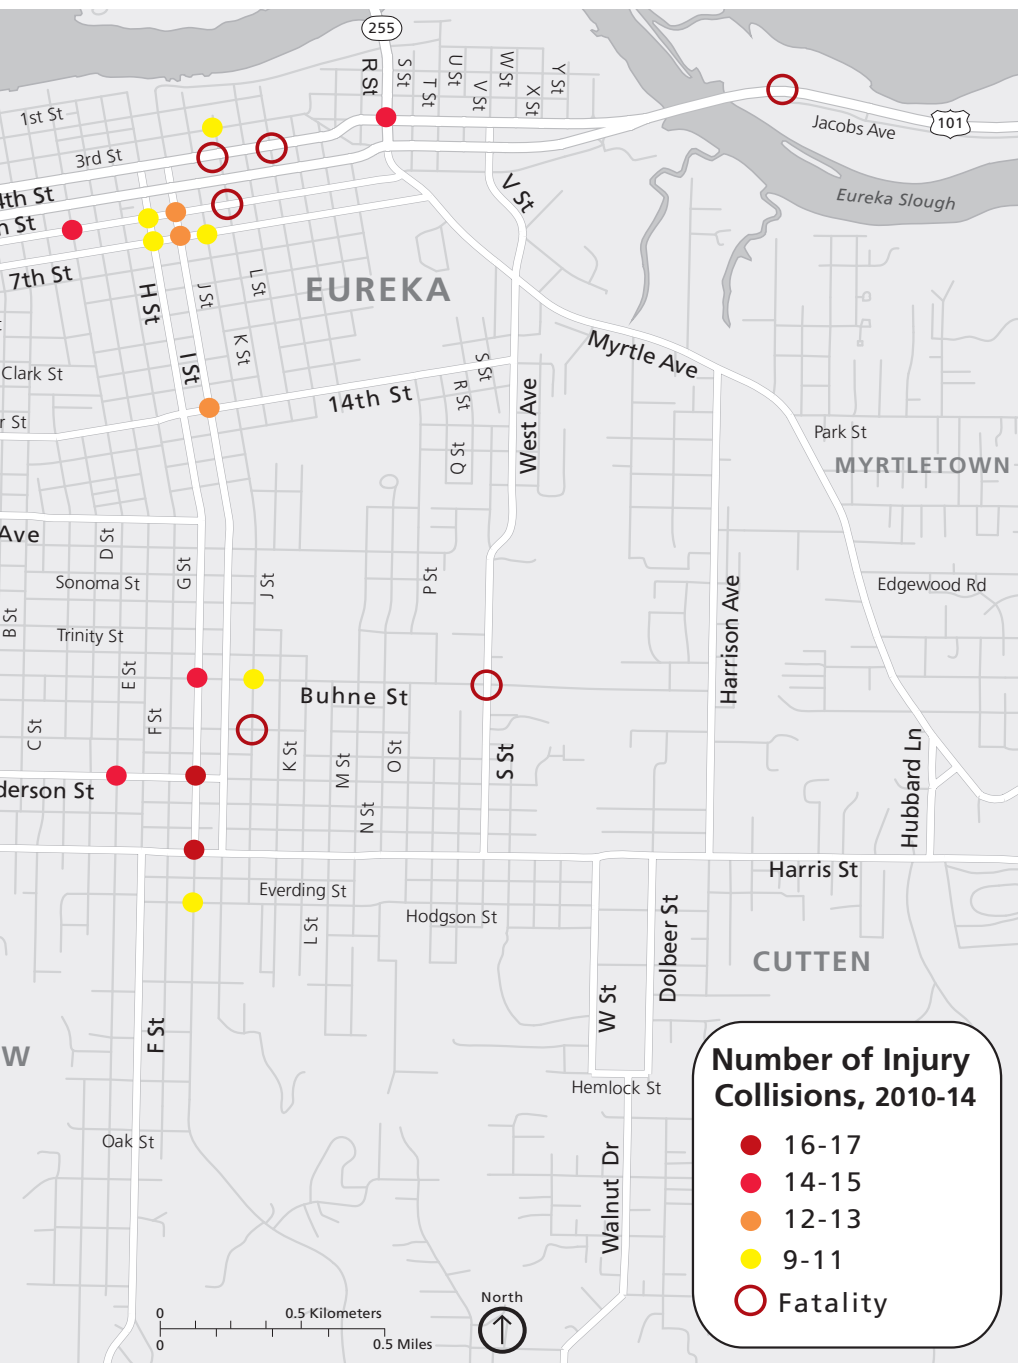 255
R St
S St
T St
U St
V St
W St
X St
Y St
1st St
3rd St
4th St
h St
7th St
101
Jacobs Ave
Eureka Slough
V St
EUREKA
H St
I St
J St
L St
K St
Clark St
r St
14th St
S St
R St
Q St
West Ave
Myrtle Ave
Park St
MYRTLETOWN
Ave
D St
G St
Sonoma St
J St
P St
Edgewood Rd
B St
Trinity St
E St
Harrison Ave
Buhne St
C St
F St
K St
M St
O St
S St
N St
Hubbard Ln
derson St
Harris St
Everding St
L St
Hodgson St
Dolbeer St
CUTTEN
W St
F St
W
Hemlock St
Oak St
Walnut Dr
Number of Injury
Collisions, 2010-14
16-17
14-15
12-13
9-11
Fatality
North
0
0.5 Kilometers
0
0.5 Miles